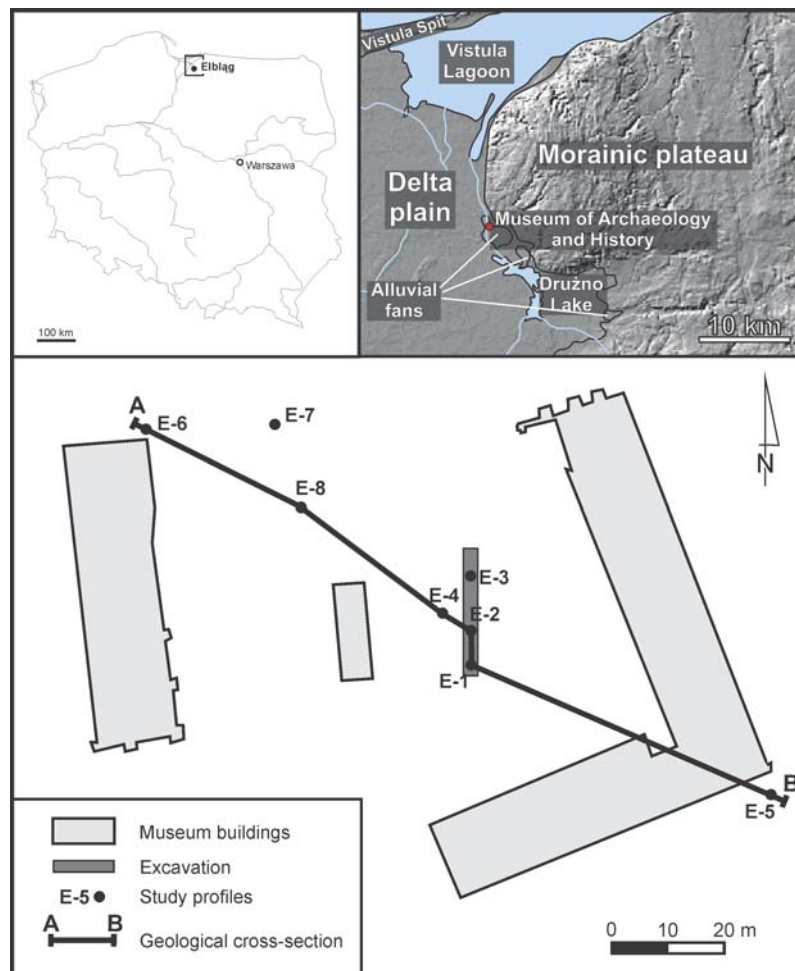 Elbląg
Warszawa
100 km
Vistula Spit
Vistula
Lagoon
Morainic plateau
Delta
plain
Museum of Archaeology
and History
Alluvial
fans
Drużno
Lake
10 km
A
E-6
E-7
E-8
N
E-3
E-4
E-2
E-1
B
E-5
Museum buildings
Excavation
E-5 Study profiles
A B
Geological cross-section
0 10 20 m